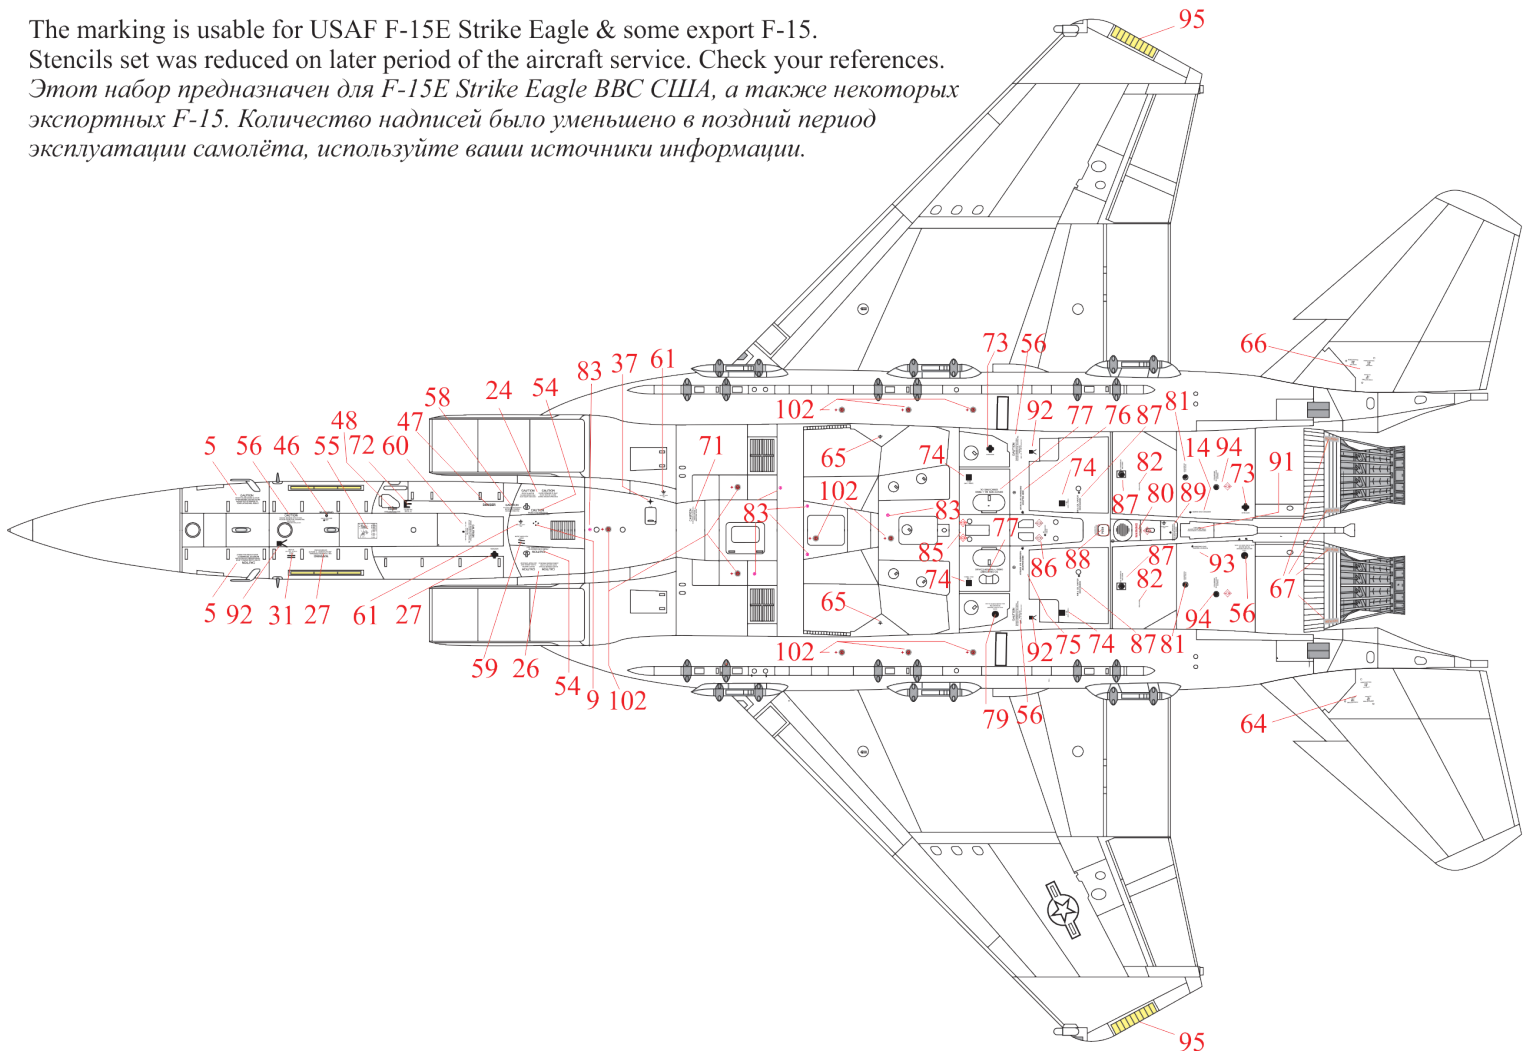 The marking is usable for USAF F-15E Strike Eagle & some export F-15.
Stencils set was reduced on later period of the aircraft service. Check your references.
Этот набор предназначен для F-15E Strike Eagle ВВС США, а также некоторых
экспортных F-15. Количество надписей было уменьшено в поздний период
эксплуатации самолёта, используйте ваши источники информации.
95
66
73 56
83 37 61
58 24 54
102 92 77 76 87 81
48 47
5 56 46 55 72 60
71 65 74 14 94 91
82 74 73
102 87 80 89
83 83 77
85 86 88 87 93
74 82 67
5 92 31 27 61 27
65 94 56
102 92 75 74 87 81
59 26 54 9 102
79 56 64
95